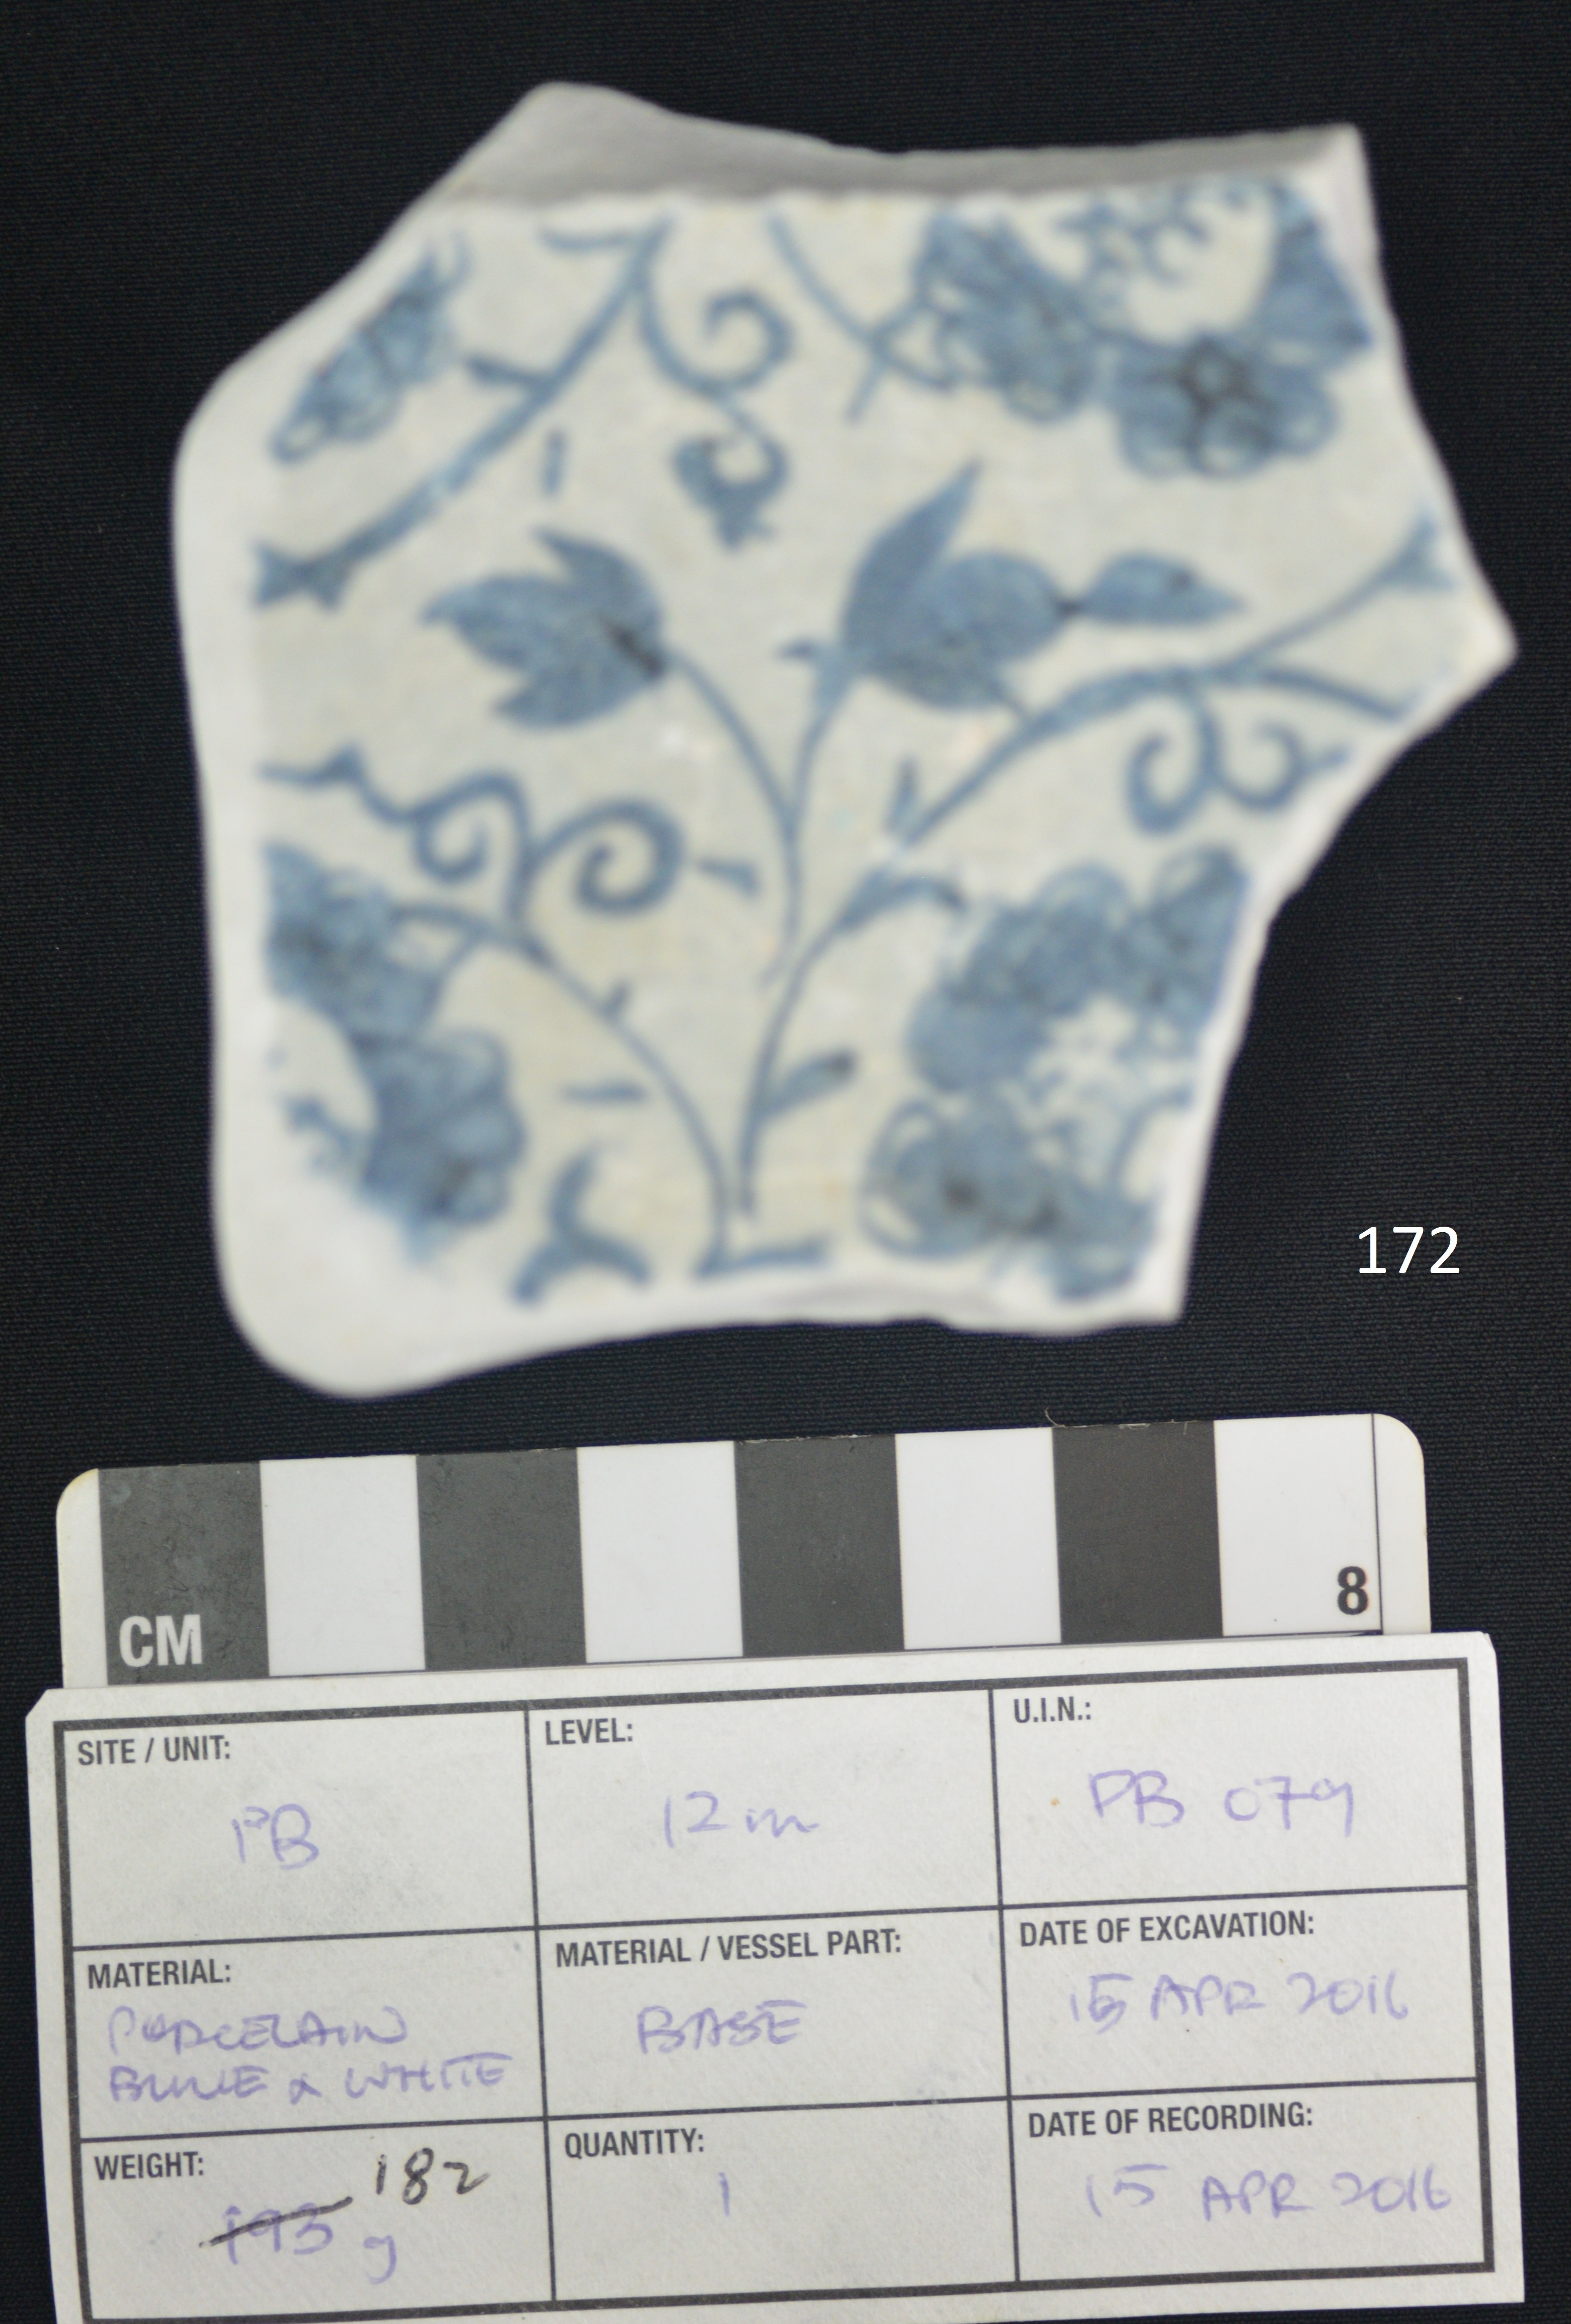 172
CM
8
SITE / UNIT:
PB
LEVEL:
12m
U.I.N.:
PB 079
MATERIAL:
PORCELAIN
BLUE & WHITE
MATERIAL / VESSEL PART:
BASE
DATE OF EXCAVATION:
15 APR 2016
WEIGHT:
182
193 g
QUANTITY:
1
DATE OF RECORDING:
15 APR 2016